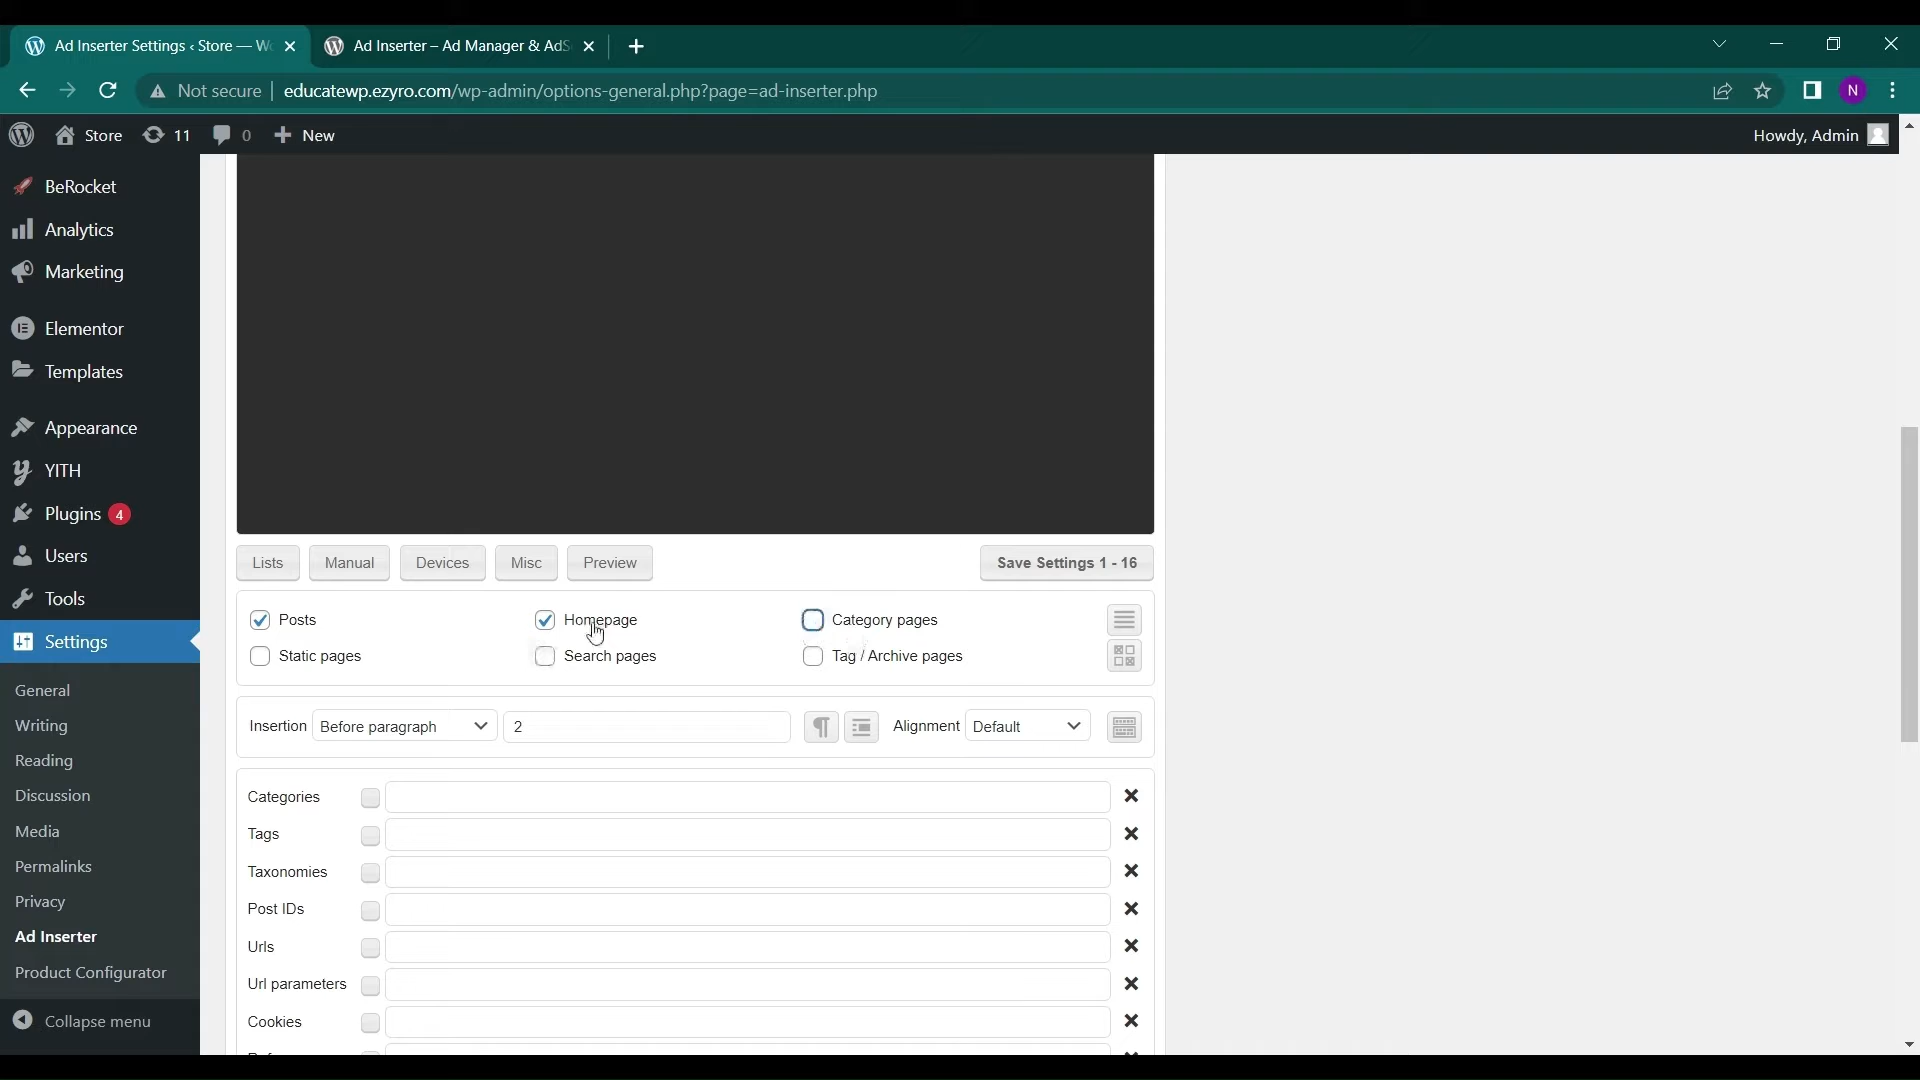 Ad Inserter Settings ‹ Store — W
Ad Inserter – Ad Manager & AdS
Not secure
educatewp.ezyro.com/wp-admin/options-general.php?page=ad-inserter.php
N
Store
11
0
New
Howdy, Admin
BeRocket
Analytics
Marketing
Elementor
Templates
Appearance
YITH
Plugins 4
Users
Tools
Settings
General
Writing
Reading
Discussion
Media
Permalinks
Privacy
Ad Inserter
Product Configurator
Collapse menu
Lists
Manual
Devices
Misc
Preview
Save Settings 1 - 16
Posts
Homepage
Category pages
Static pages
Search pages
Tag / Archive pages
Insertion
Before paragraph
2
Alignment
Default
Categories
Tags
Taxonomies
Post IDs
Urls
Url parameters
Cookies